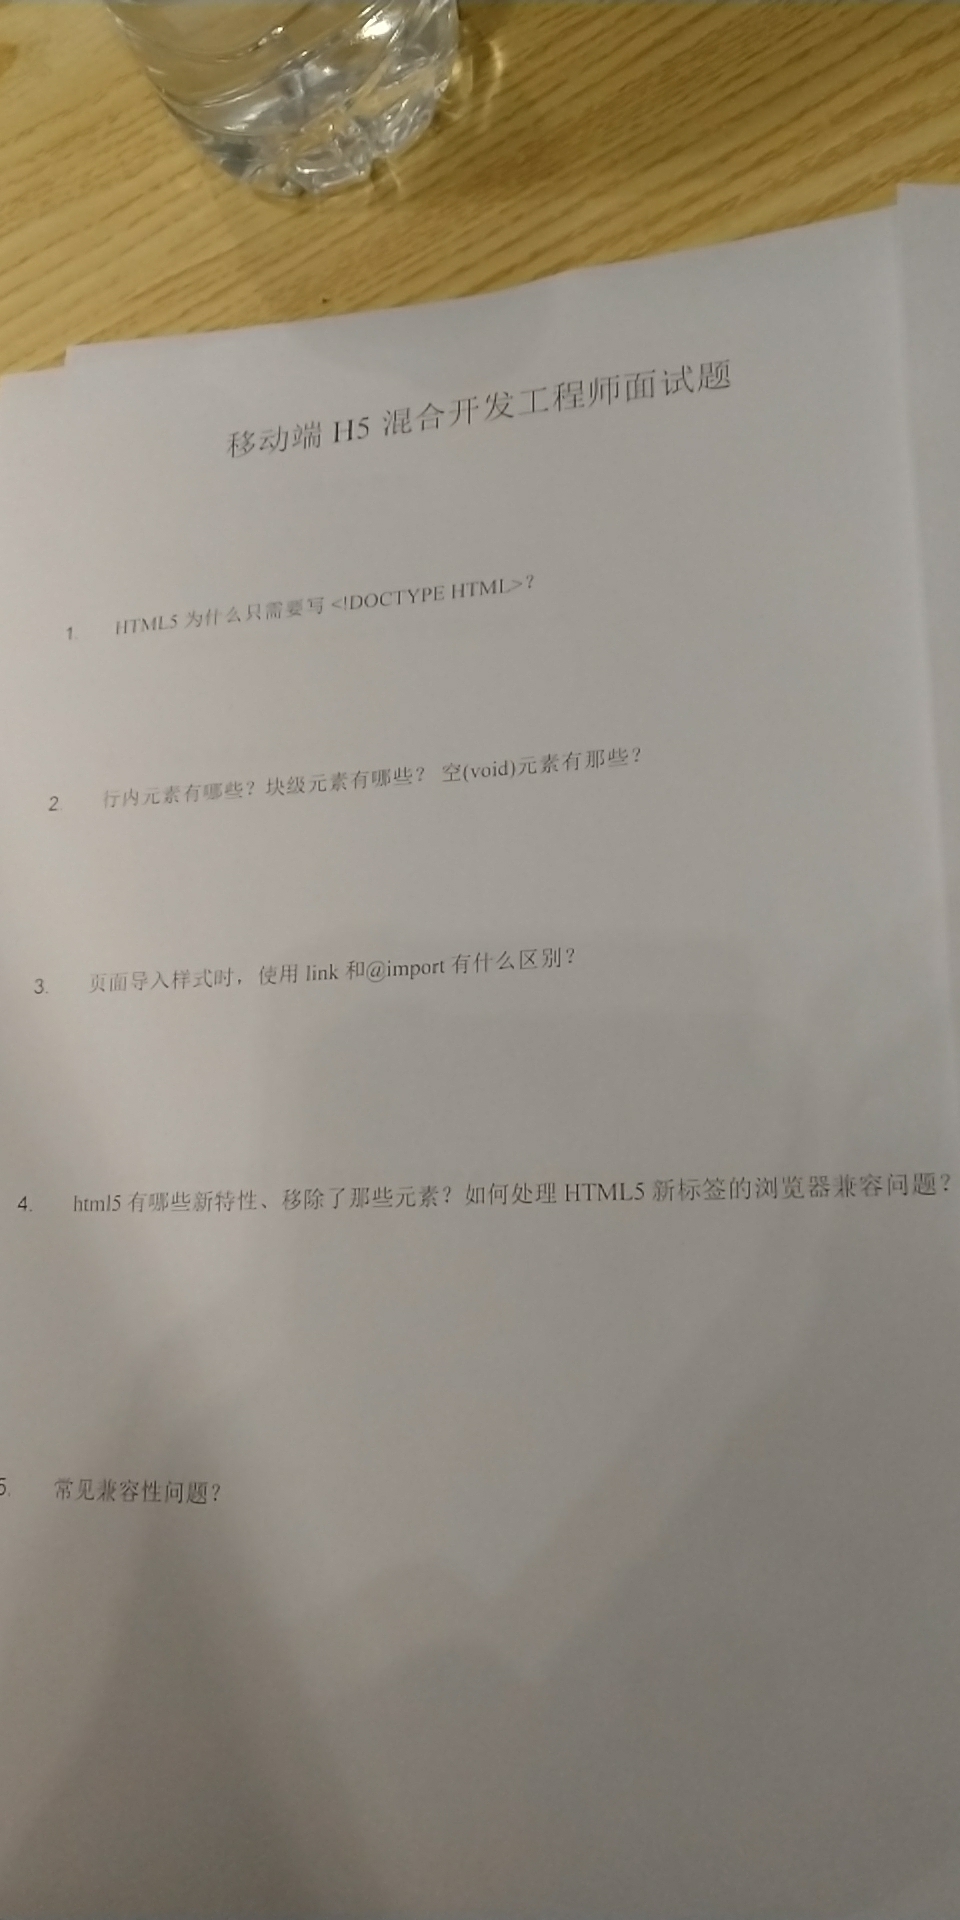 移动端 H5 混合开发工程师面试题
1. HTML5 为什么只需要写 <!DOCTYPE HTML>？
2. 行内元素有哪些？块级元素有哪些？ 空(void)元素有那些？
3. 页面导入样式时，使用 link 和@import 有什么区别？
4. html5 有哪些新特性、移除了那些元素？如何处理 HTML5 新标签的浏览器兼容问题？
5. 常见兼容性问题？